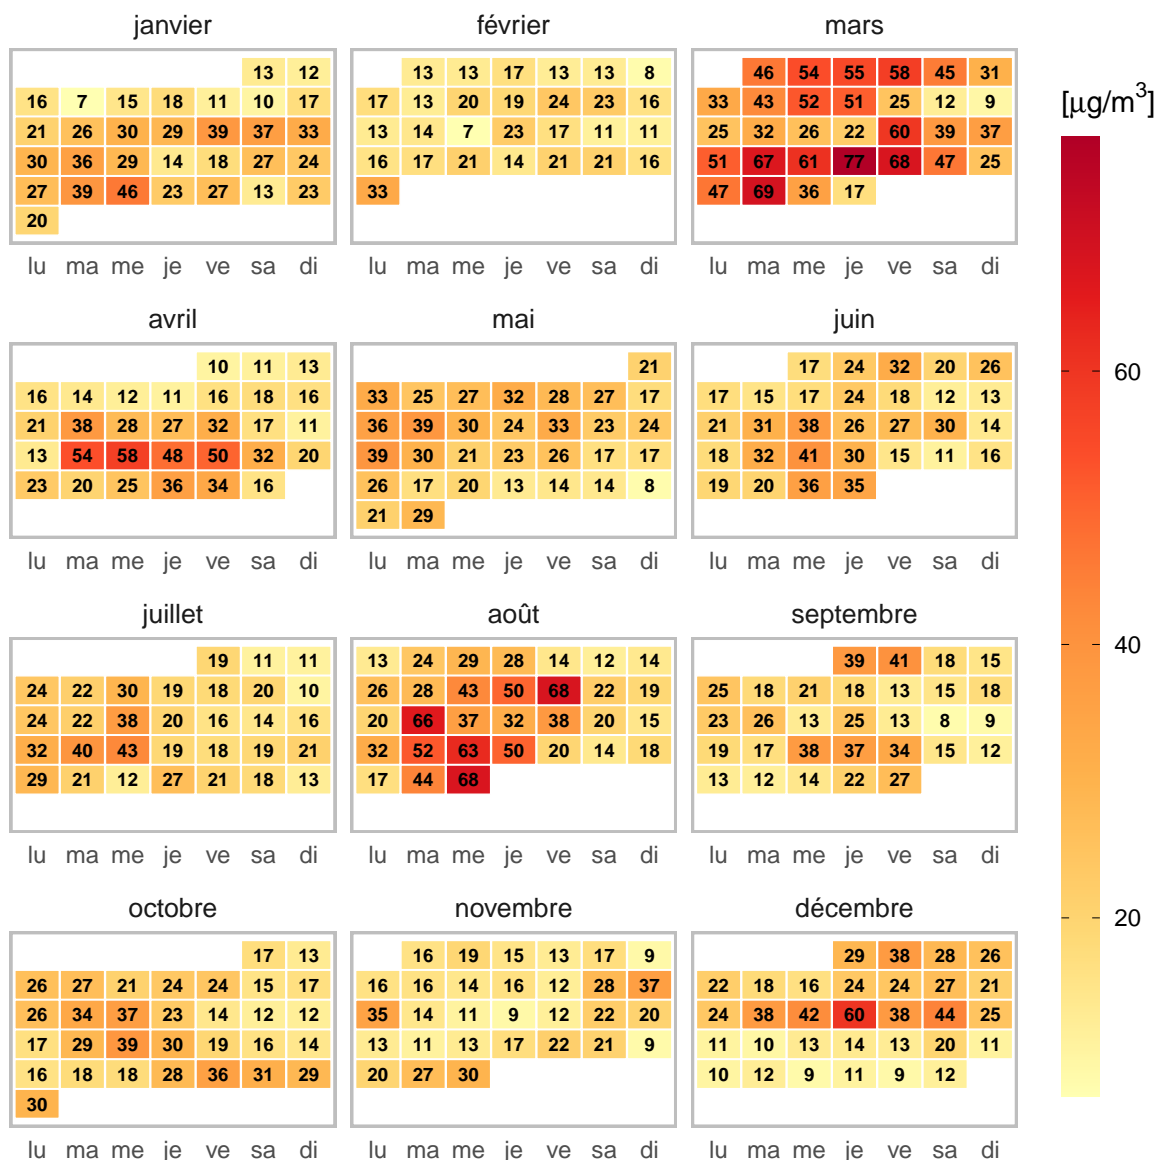 janvier février mars
13 12 13 13 17 13 13 8 46 54 55 58 45 31
16 7 15 18 11 10 17 17 13 20 19 24 23 16 33 43 52 51 25 12 9
21 26 30 29 39 37 33 13 14 7 23 17 11 11 25 32 26 22 60 39 37
30 36 29 14 18 27 24 16 17 21 14 21 21 16 51 67 61 77 68 47 25
27 39 46 23 27 13 23 33 47 69 36 17
20
lu ma me je ve sa di lu ma me je ve sa di lu ma me je ve sa di
avril mai juin
10 11 13 21 17 24 32 20 26
16 14 12 11 16 18 16 33 25 27 32 28 27 17 17 15 17 24 18 12 13
21 38 28 27 32 17 11 36 39 30 24 33 23 24 21 31 38 26 27 30 14
13 54 58 48 50 32 20 39 30 21 23 26 17 17 18 32 41 30 15 11 16
23 20 25 36 34 16 26 17 20 13 14 14 8 19 20 36 35
21 29
lu ma me je ve sa di lu ma me je ve sa di lu ma me je ve sa di
juillet août septembre
19 11 11 13 24 29 28 14 12 14 39 41 18 15
24 22 30 19 18 20 10 26 28 43 50 68 22 19 25 18 21 18 13 15 18
24 22 38 20 16 14 16 20 66 37 32 38 20 15 23 26 13 25 13 8 9
32 40 43 19 18 19 21 32 52 63 50 20 14 18 19 17 38 37 34 15 12
29 21 12 27 21 18 13 17 44 68 13 12 14 22 27
lu ma me je ve sa di lu ma me je ve sa di lu ma me je ve sa di
octobre novembre décembre
17 13 16 19 15 13 17 9 29 38 28 26
26 27 21 24 24 15 17 16 16 14 16 12 28 37 22 18 16 24 24 27 21
26 34 37 23 14 12 12 35 14 11 9 12 22 20 24 38 42 60 38 44 25
17 29 39 30 19 16 14 13 11 13 17 22 21 9 11 10 13 14 13 20 11
16 18 18 28 36 31 29 20 27 30 10 12 9 11 9 12
30
lu ma me je ve sa di lu ma me je ve sa di lu ma me je ve sa di
[µg/m³]
60
40
20